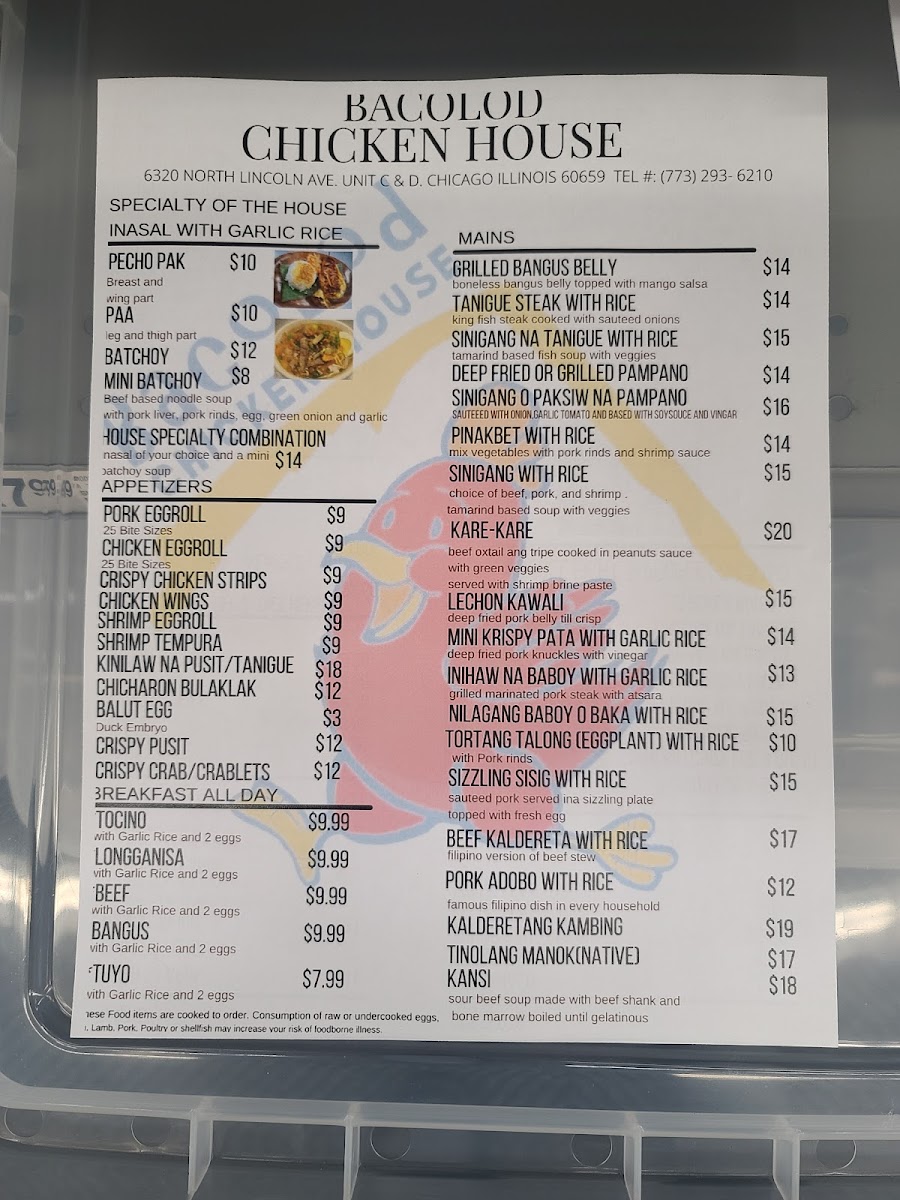 BACOLOD
CHICKEN HOUSE
6320 NORTH LINCOLN AVE. UNIT C & D. CHICAGO ILLINOIS 60659 TEL #: (773) 293- 6210
SPECIALTY OF THE HOUSE
INASAL WITH GARLIC RICE
PECHO PAK $10
Breast and
wing part
PAA $10
leg and thigh part
BATCHOY $12
MINI BATCHOY $8
Beef based noodle soup
with pork liver, pork rinds, egg, green onion and garlic
HOUSE SPECIALTY COMBINATION
nasal of your choice and a mini $14
batchoy soup
APPETIZERS
PORK EGGROLL $9
25 Bite Sizes
CHICKEN EGGROLL $9
25 Bite Sizes
CRISPY CHICKEN STRIPS $9
CHICKEN WINGS $9
SHRIMP EGGROLL $9
SHRIMP TEMPURA $9
KINILAW NA PUSIT/TANIGUE $18
CHICHARON BULAKLAK $12
BALUT EGG $3
Duck Embryo
CRISPY PUSIT $12
CRISPY CRAB/CRABLETS $12
BREAKFAST ALL DAY
TOCINO $9.99
with Garlic Rice and 2 eggs
LONGGANISA $9.99
with Garlic Rice and 2 eggs
BEEF $9.99
with Garlic Rice and 2 eggs
BANGUS $9.99
with Garlic Rice and 2 eggs
TUYO $7.99
with Garlic Rice and 2 eggs
hese Food items are cooked to order. Consumption of raw or undercooked eggs,
Lamb. Pork. Poultry or shellfish may increase your risk of foodborne illness.
MAINS
GRILLED BANGUS BELLY $14
boneless bangus belly topped with mango salsa
TANIGUE STEAK WITH RICE $14
king fish steak cooked with sauteed onions
SINIGANG NA TANIGUE WITH RICE $15
tamarind based fish soup with veggies
DEEP FRIED OR GRILLED PAMPANO $14
SINIGANG O PAKSIW NA PAMPANO $16
SAUTEEED WITH ONION,GARLIC TOMATO AND BASED WITH SOYSOUCE AND VINGAR
PINAKBET WITH RICE $14
mix vegetables with pork rinds and shrimp sauce
SINIGANG WITH RICE $15
choice of beef, pork, and shrimp .
tamarind based soup with veggies
KARE-KARE $20
beef oxtail ang tripe cooked in peanuts sauce
with green veggies
served with shrimp brine paste
LECHON KAWALI $15
deep fried pork belly till crisp
MINI KRISPY PATA WITH GARLIC RICE $14
deep fried pork knuckles with vinegar
INIHAW NA BABOY WITH GARLIC RICE $13
grilled marinated pork steak with atsara
NILAGANG BABOY O BAKA WITH RICE $15
TORTANG TALONG (EGGPLANT) WITH RICE $10
with Pork rinds
SIZZLING SISIG WITH RICE $15
sauteed pork served ina sizzling plate
topped with fresh egg
BEEF KALDERETA WITH RICE $17
filipino version of beef stew
PORK ADOBO WITH RICE $12
famous filipino dish in every household
KALDERETANG KAMBING $19
TINOLANG MANOK(NATIVE) $17
KANSI $18
sour beef soup made with beef shank and
bone marrow boiled until gelatinous